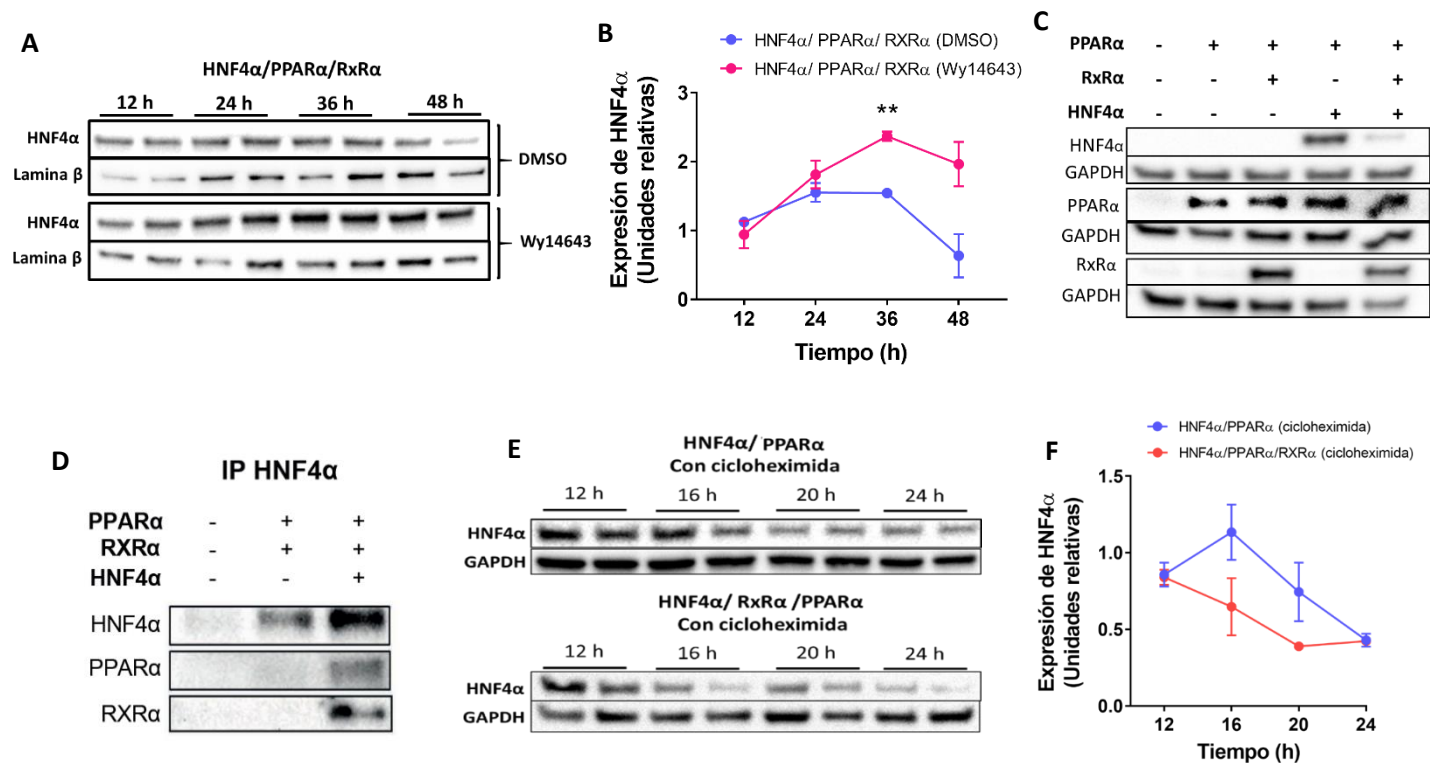 A
HNF4α/PPARα/RxRα
12 h 24 h 36 h 48 h
HNF4α
Lamina β
DMSO
HNF4α
Lamina β
Wy14643
B
HNF4α/ PPARα/ RXRα (DMSO)
HNF4α/ PPARα/ RXRα (Wy14643)
Expresión de HNF4α
(Unidades relativas)
3
2
1
0
**
12 24 36 48
Tiempo (h)
C
PPARα - + + + +
RxRα - - + - +
HNF4α - - - + +
HNF4α
GAPDH
PPARα
GAPDH
RxRα
GAPDH
D
IP HNF4α
PPARα - + +
RXRα - + +
HNF4α - - +
HNF4α
PPARα
RXRα
E
HNF4α/ PPARα
Con cicloheximida
12 h 16 h 20 h 24 h
HNF4α
GAPDH
HNF4α/ RxRα /PPARα
Con cicloheximida
12 h 16 h 20 h 24 h
HNF4α
GAPDH
F
HNF4α/PPARα (cicloheximida)
HNF4α/PPARα/RXRα (cicloheximida)
Expresión de HNF4α
(Unidades relativas)
1.5
1.0
0.5
0.0
12 16 20 24
Tiempo (h)